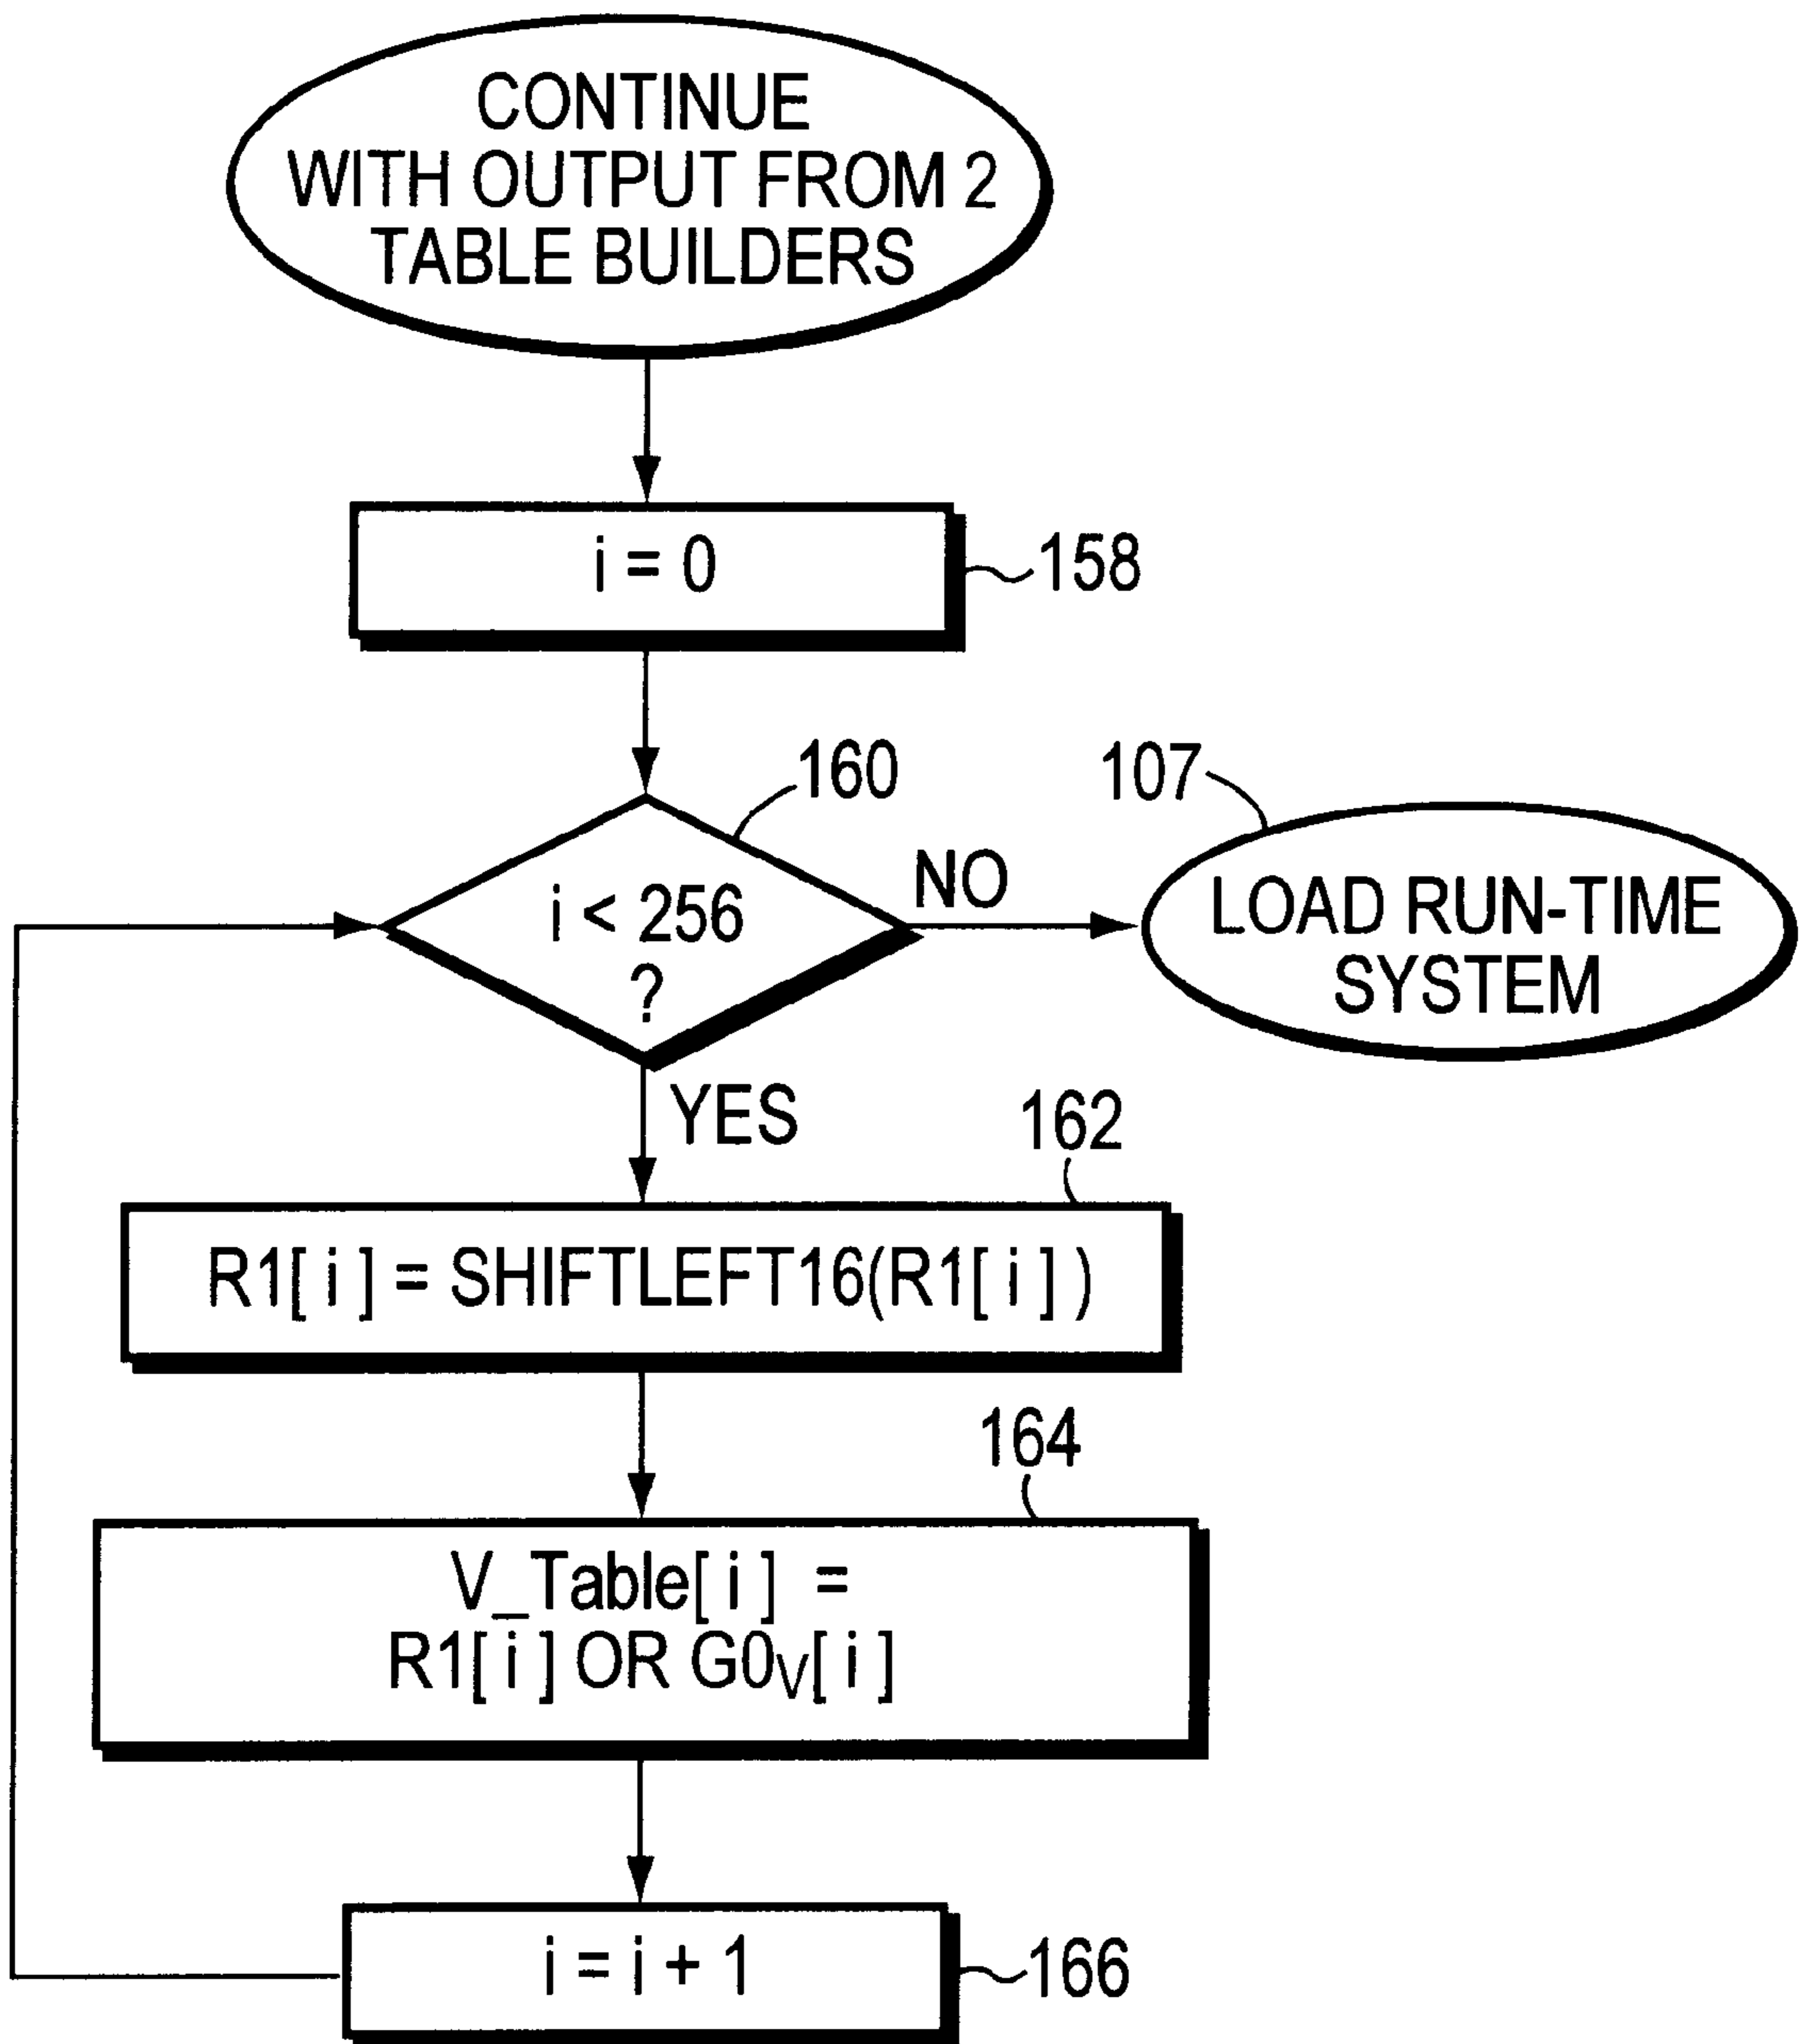 CONTINUE
WITH OUTPUT FROM 2
TABLE BUILDERS
i = 0
158
160
107
i < 256
?
NO
LOAD RUN-TIME
SYSTEM
YES
162
R1[ i ] = SHIFTLEFT16(R1[ i ] )
164
V_Table[ i ] =
R1[ i ] OR G0V[ i ]
i = i + 1
166